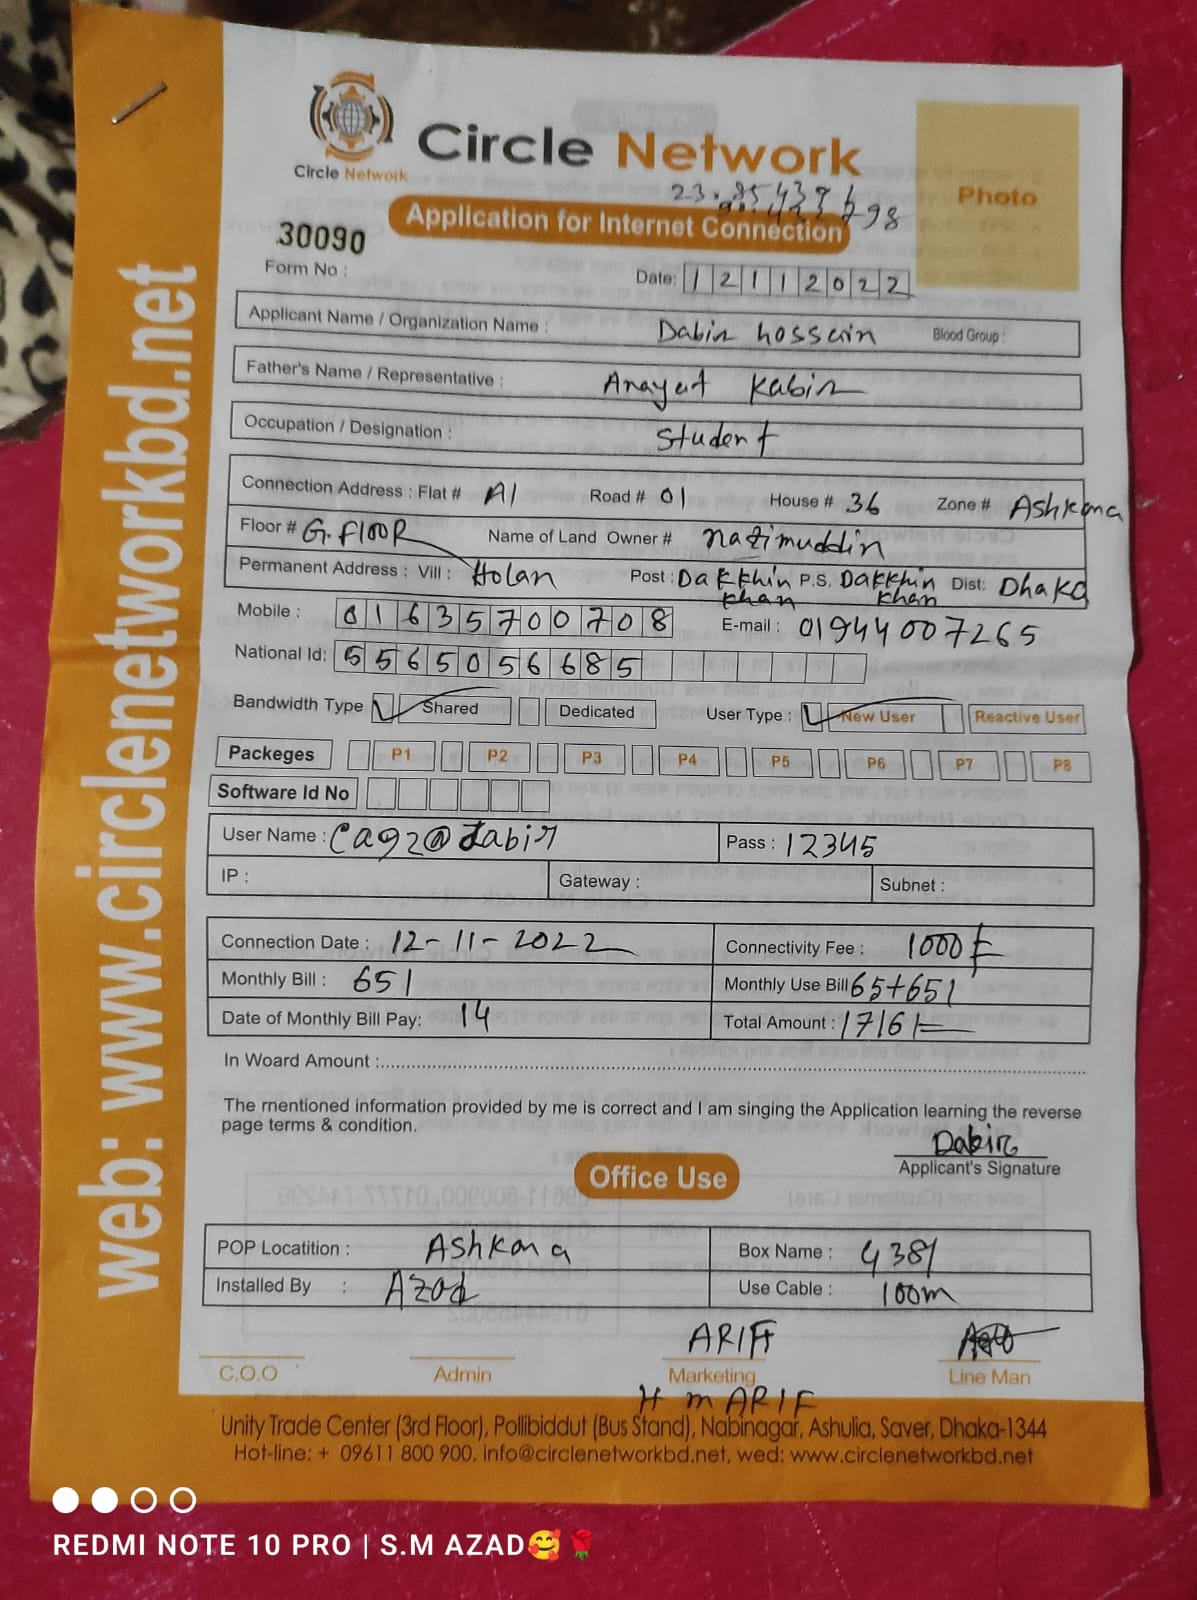 Circle Network
Circle Network
Photo
Application for Internet Connection
30090
Form No :
Date: 12112022
Applicant Name / Organization Name : Dabir hossain Blood Group :
Father's Name / Representative : Anayet Kabir
Occupation / Designation : Student
Connection Address : Flat # A1 Road # 01 House # 36 Zone # Ashkona
Floor # G. FlOOR Name of Land Owner # nazimuddin
Permanent Address : Vill : Holan Post : Dakkhin khan P.S. Dakkhin khan Dist: Dhaka
Mobile : 01635700708 E-mail : 01944007265
National Id: 5565056685
Bandwidth Type Shared Dedicated User Type : New User Reactive User
Packeges P1 P2 P3 P4 P5 P6 P7 P8
Software Id No
User Name : Pass : 12345
IP : Gateway : Subnet :
Connection Date : 12-11-2022 Connectivity Fee : 1000
Monthly Bill : 651 Monthly Use Bill 65+651
Date of Monthly Bill Pay: 14 Total Amount : 1716/=
In Woard Amount :
The mentioned information provided by me is correct and I am singing the Application learning the reverse
page terms & condition.
Dabir
Applicant's Signature
Office Use
POP Locatition : Ashkona Box Name : 4381
Installed By : Azad Use Cable : 100m
ARIF
C.O.O Admin Marketing Line Man
H m ARIF
Unity Trade Center (3rd Floor), Pollibiddut (Bus Stand), Nabinagar, Ashulia, Saver, Dhaka-1344
Hot-line: + 09611 800 900, info@circlenetworkbd.net, wed: www.circlenetworkbd.net
web: www.circlenetworkbd.net
REDMI NOTE 10 PRO | S.M AZAD🥰🌹